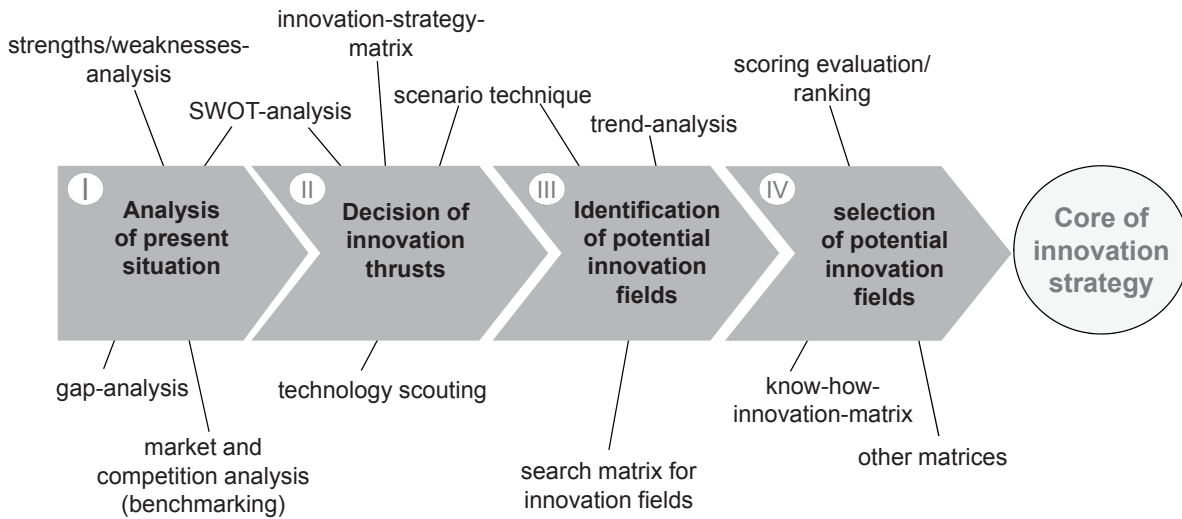 innovation-strategy-
matrix
strengths/weaknesses-
analysis
SWOT-analysis
scenario technique
trend-analysis
scoring evaluation/
ranking
I
Analysis
of present
situation
II
Decision of
innovation
thrusts
III
Identification
of potential
innovation
fields
IV
selection
of potential
innovation
fields
Core of
innovation
strategy
gap-analysis
market and
competition analysis
(benchmarking)
technology scouting
search matrix for
innovation fields
know-how-
innovation-matrix
other matrices